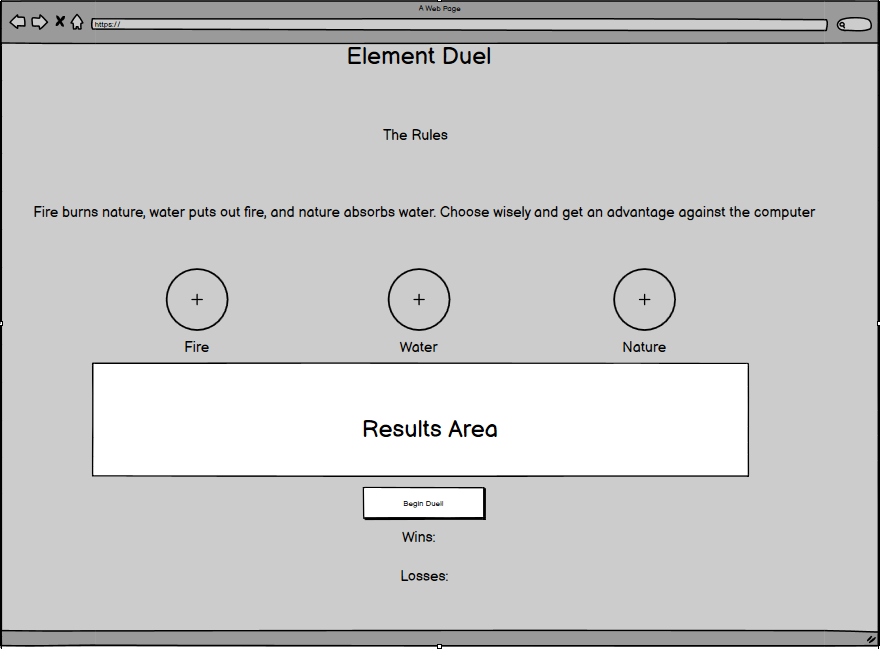 A Web Page
https://
Element Duel
The Rules
Fire burns nature, water puts out fire, and nature absorbs water. Choose wisely and get an advantage against the computer
Fire
Water
Nature
Results Area
Begin Duel!
Wins:
Losses: